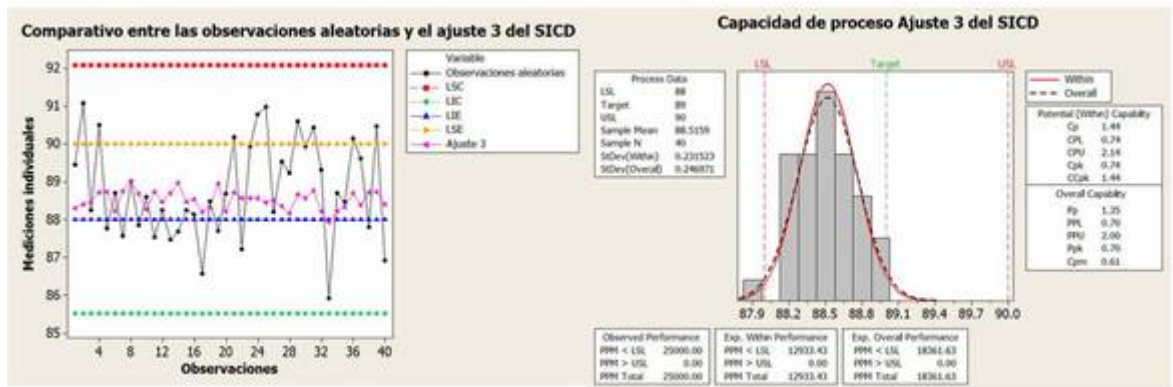 Comparativo entre las observaciones aleatorias y el ajuste 3 del SICD
Mediciones individuales
92
91
90
89
88
87
86
85
4 8 12 16 20 24 28 32 36 40
Observaciones
Variable
Observaciones aleatorias
LSC
LIC
LIE
LSE
Ajuste 3
Capacidad de proceso Ajuste 3 del SICD
Process Data
LSL 88
Target 89
USL 90
Sample Mean 88.5159
Sample N 40
StDev(Within) 0.231523
StDev(Overall) 0.246971
LSL Target USL
87.9 88.2 88.5 88.8 89.1 89.4 89.7 90.0
Within
Overall
Potential (Within) Capability
Cp 1.44
CPL 0.74
CPU 2.14
Cpk 0.74
CCpk 1.44
Overall Capability
Pp 1.35
PPL 0.70
PPU 2.00
Ppk 0.70
Cpm 0.61
Observed Performance
PPM < LSL 25000.00
PPM > USL 0.00
PPM Total 25000.00
Exp. Within Performance
PPM < LSL 12933.43
PPM > USL 0.00
PPM Total 12933.43
Exp. Overall Performance
PPM < LSL 18361.63
PPM > USL 0.00
PPM Total 18361.63